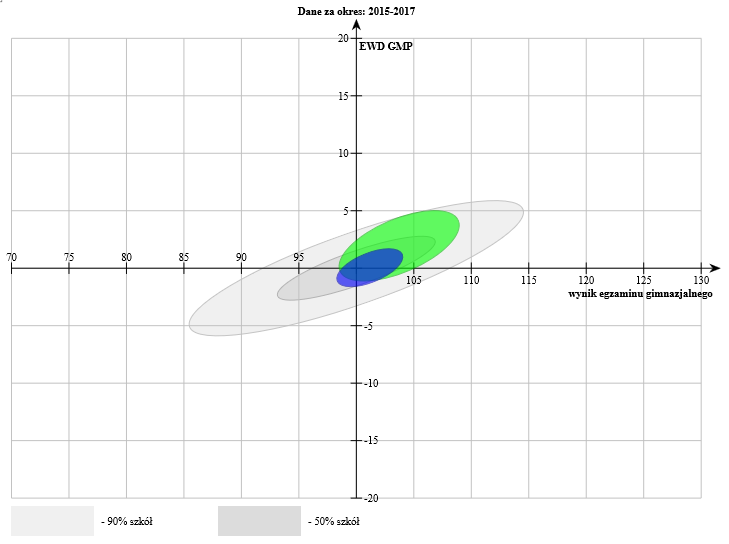 Dane za okres: 2015-2017
20
EWD GMP
15
10
5
70 75 80 85 90 95 105 110 115 120 125 130
wynik egzaminu gimnazjalnego
-5
-10
-15
-20
- 90% szkół - 50% szkół